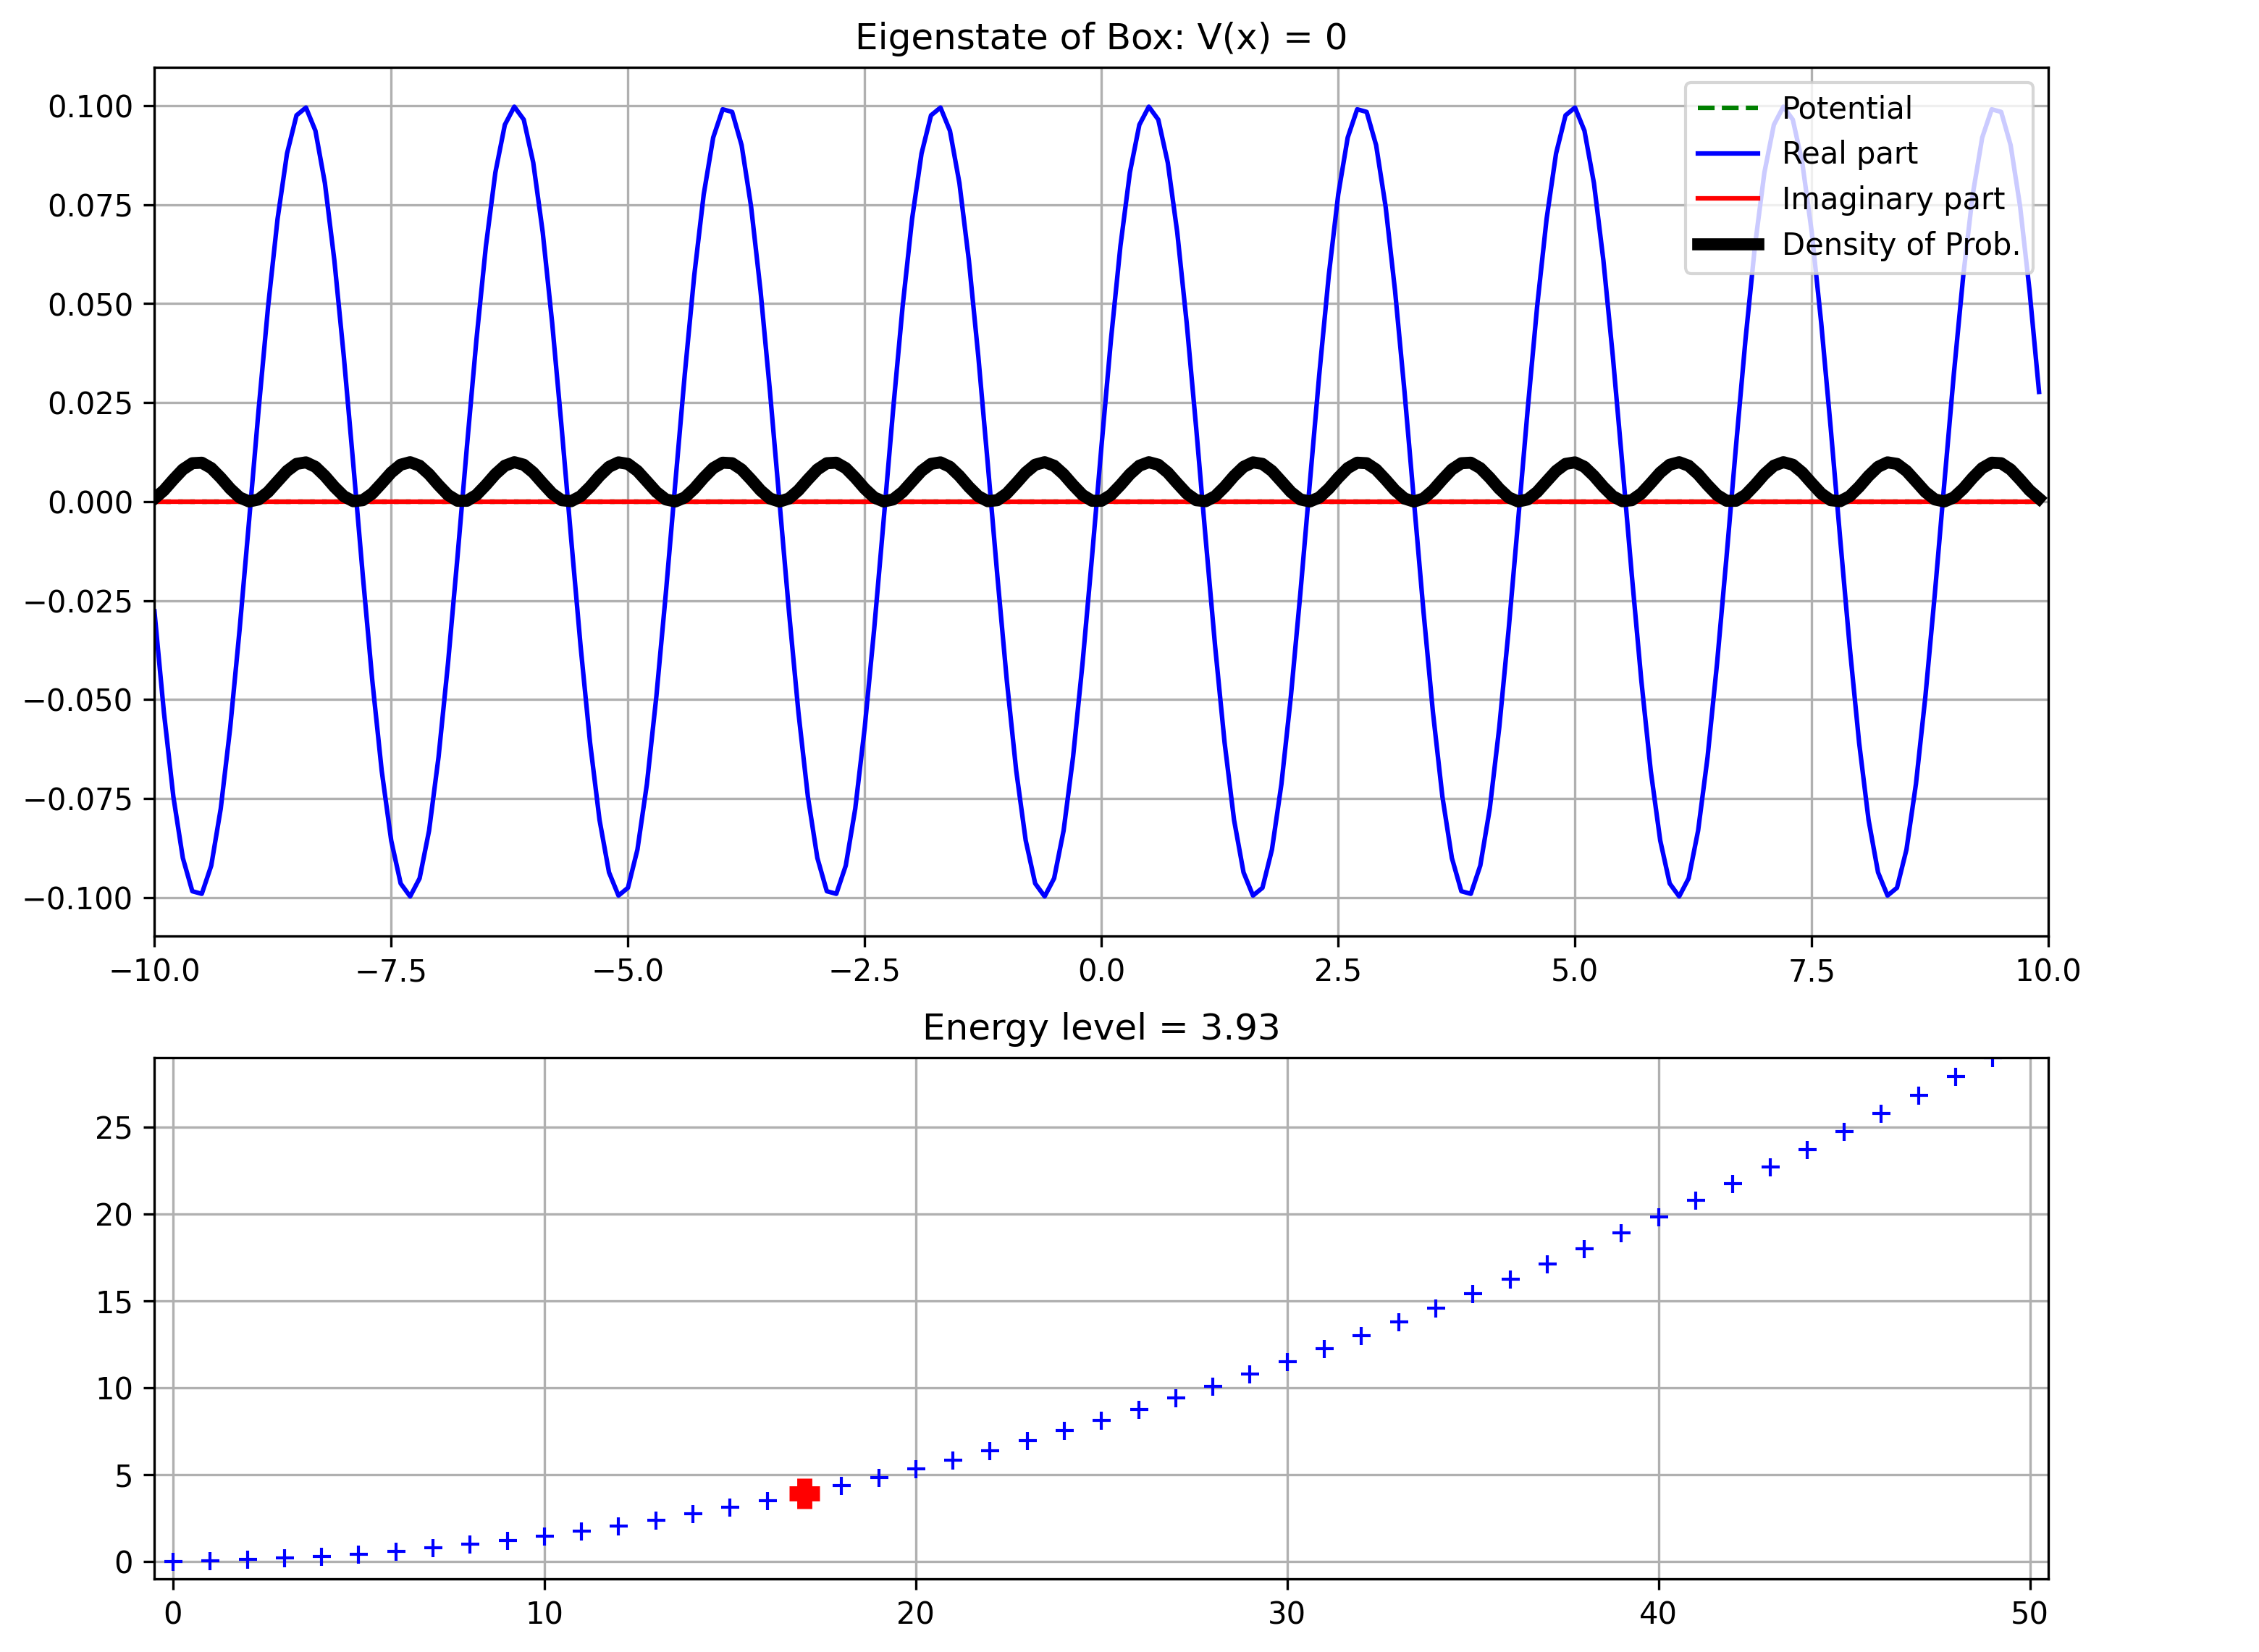 Eigenstate of Box: V(x) = 0
0.100
0.075
0.050
0.025
0.000
−0.025
−0.050
−0.075
−0.100
Potential
Real part
Imaginary part
Density of Prob.
−10.0 −7.5 −5.0 −2.5 0.0 2.5 5.0 7.5 10.0
Energy level = 3.93
25
20
15
10
5
0
0 10 20 30 40 50